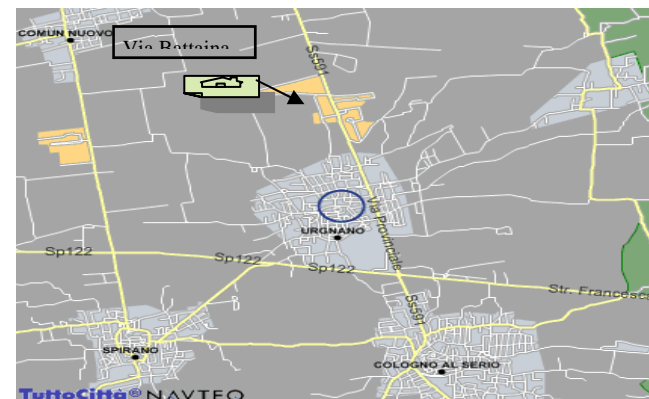 COMUN NUOVO
Via Battaina
Ss591
Via Provinciale
URGNANO
Sp122
Sp122
Sp122
Str. Francesca
Ss591
SPIRANO
COLOGNO AL SERIO
TuttoCittà® NAVTEQ